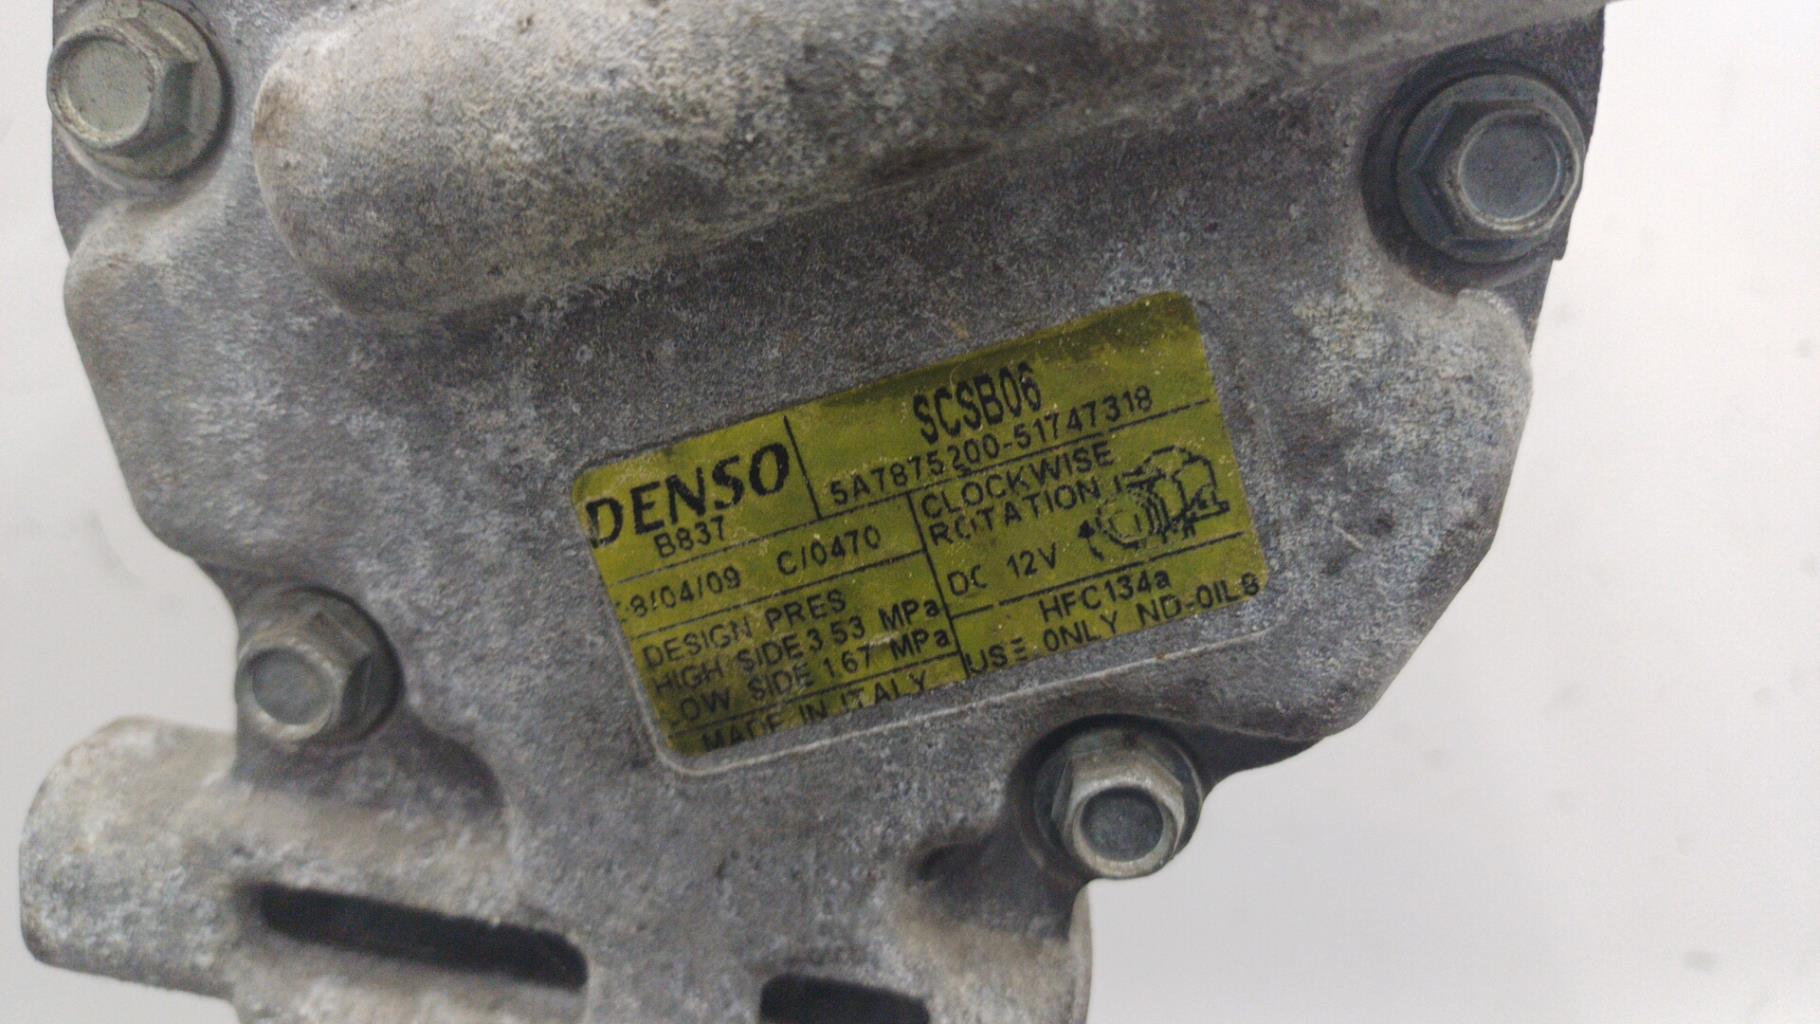 DENSO
B837
SCSB06
5A7875200-51747318
8/04/09 C/0470
CLOCKWISE
ROTATION
DC 12V
DESIGN PRES
HIGH SIDE 3.53 MPa
LOW SIDE 1.67 MPa
HFC134a
USE ONLY ND-OIL8
MADE IN ITALY